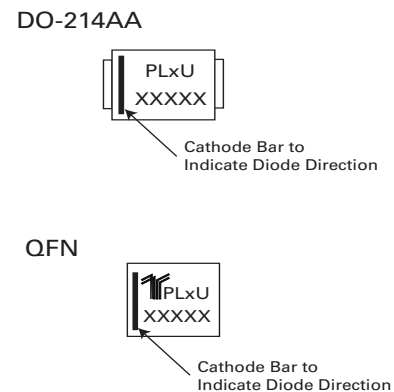 DO-214AA
PLxU
XXXXX
Cathode Bar to
Indicate Diode Direction
QFN
PLxU
XXXXX
Cathode Bar to
Indicate Diode Direction